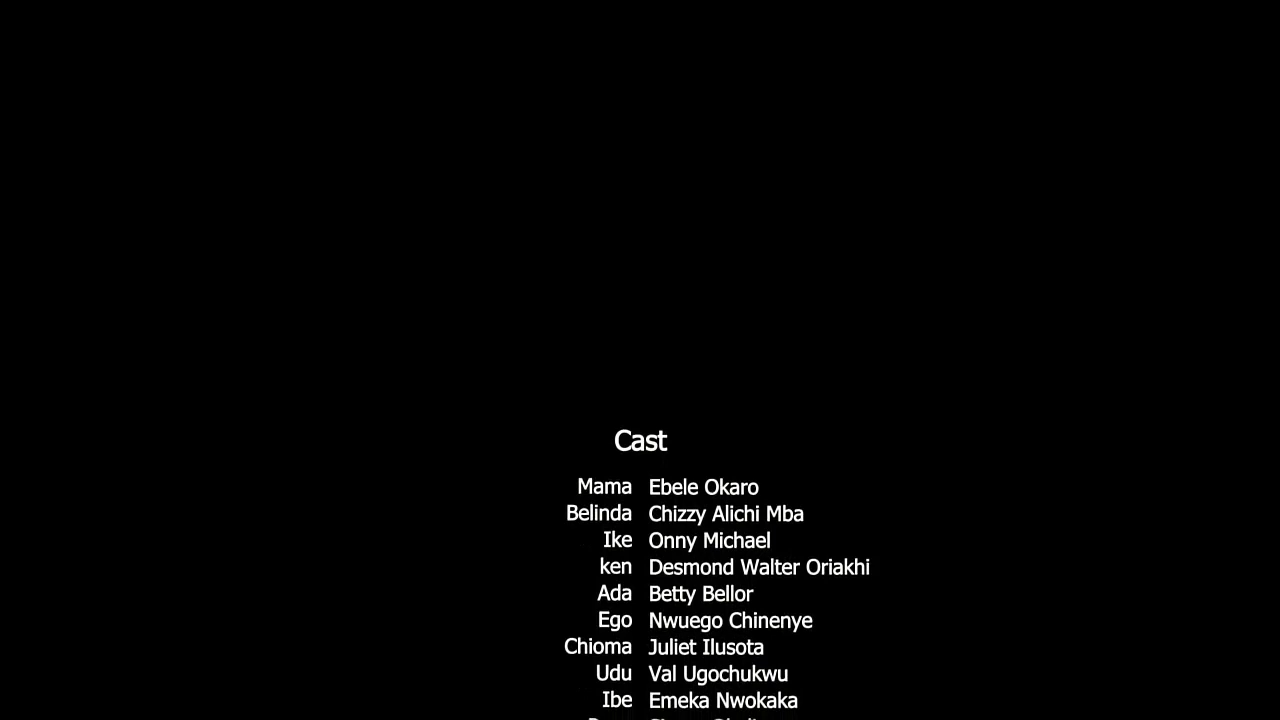 Cast
Mama Ebele Okaro
Belinda Chizzy Alichi Mba
Ike Onny Michael
ken Desmond Walter Oriakhi
Ada Betty Bellor
Ego Nwuego Chinenye
Chioma Juliet Ilusota
Udu Val Ugochukwu
Ibe Emeka Nwokaka